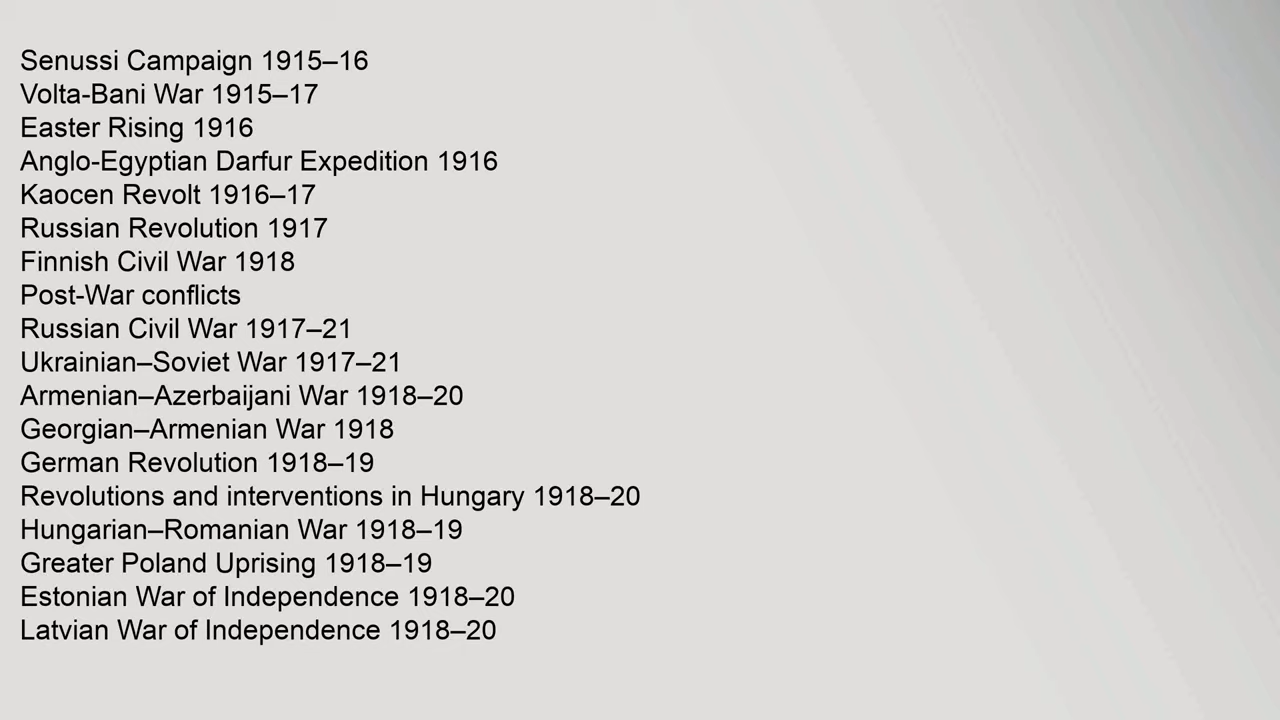 Senussi Campaign 1915–16
Volta-Bani War 1915–17
Easter Rising 1916
Anglo-Egyptian Darfur Expedition 1916
Kaocen Revolt 1916–17
Russian Revolution 1917
Finnish Civil War 1918
Post-War conflicts
Russian Civil War 1917–21
Ukrainian–Soviet War 1917–21
Armenian–Azerbaijani War 1918–20
Georgian–Armenian War 1918
German Revolution 1918–19
Revolutions and interventions in Hungary 1918–20
Hungarian–Romanian War 1918–19
Greater Poland Uprising 1918–19
Estonian War of Independence 1918–20
Latvian War of Independence 1918–20